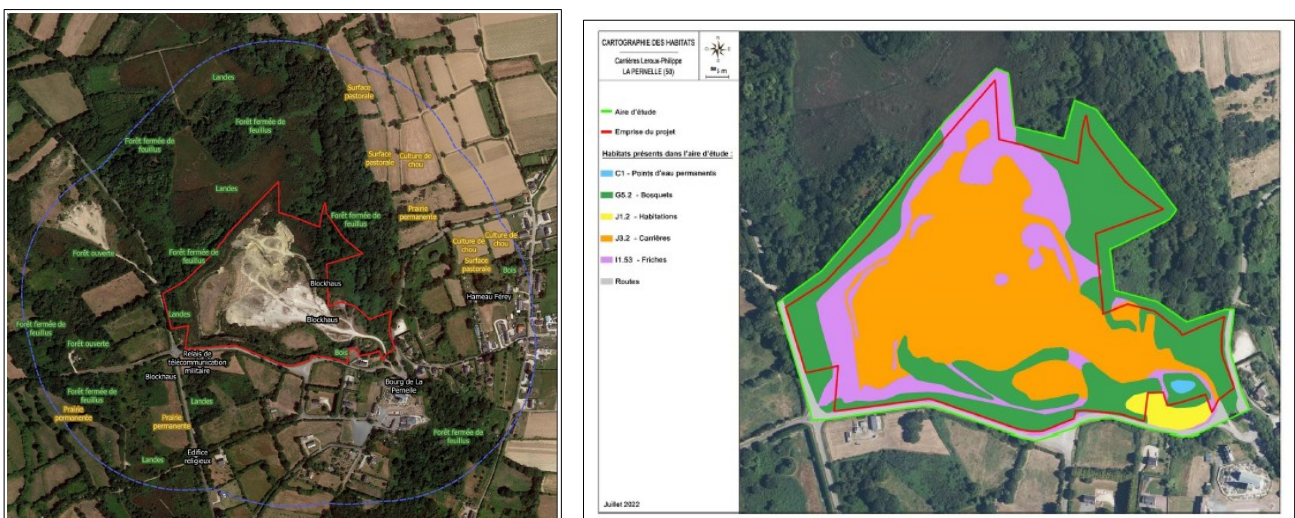 Landes
Surface
pastorale
Forêt fermée
de feuillus
Forêt fermée de
feuillus
Surface
pastorale
Culture de
chou
Landes
Prairie
permanente
Forêt fermée de
feuillus
Culture de
chou
Culture de
chou
Surface
pastorale
Bois
Forêt ouverte
Forêt fermée de
feuillus
Blockhaus
Hameau Férey
Landes
Blockhaus
Forêt fermée de
feuillus
Forêt ouverte
Relais de
télécommunication
militaire
Bois
Blockhaus
Bourg de La
Pernelle
Forêt fermée de
feuillus
Prairie
permanente
Landes
Prairie
permanente
Forêt fermée de
feuillus
Landes
Edifice
religieux
CARTOGRAPHIE DES HABITATS
Carrières Leroux-Philippe
LA PERNELLE (50)
Aire d'étude
Emprise du projet
Habitats présents dans l'aire d'étude :
C1 - Points d'eau permanents
G5.2 - Bosquets
J1.2 - Habitations
J3.2 - Carrières
I1.53 - Friches
Routes
Juillet 2022